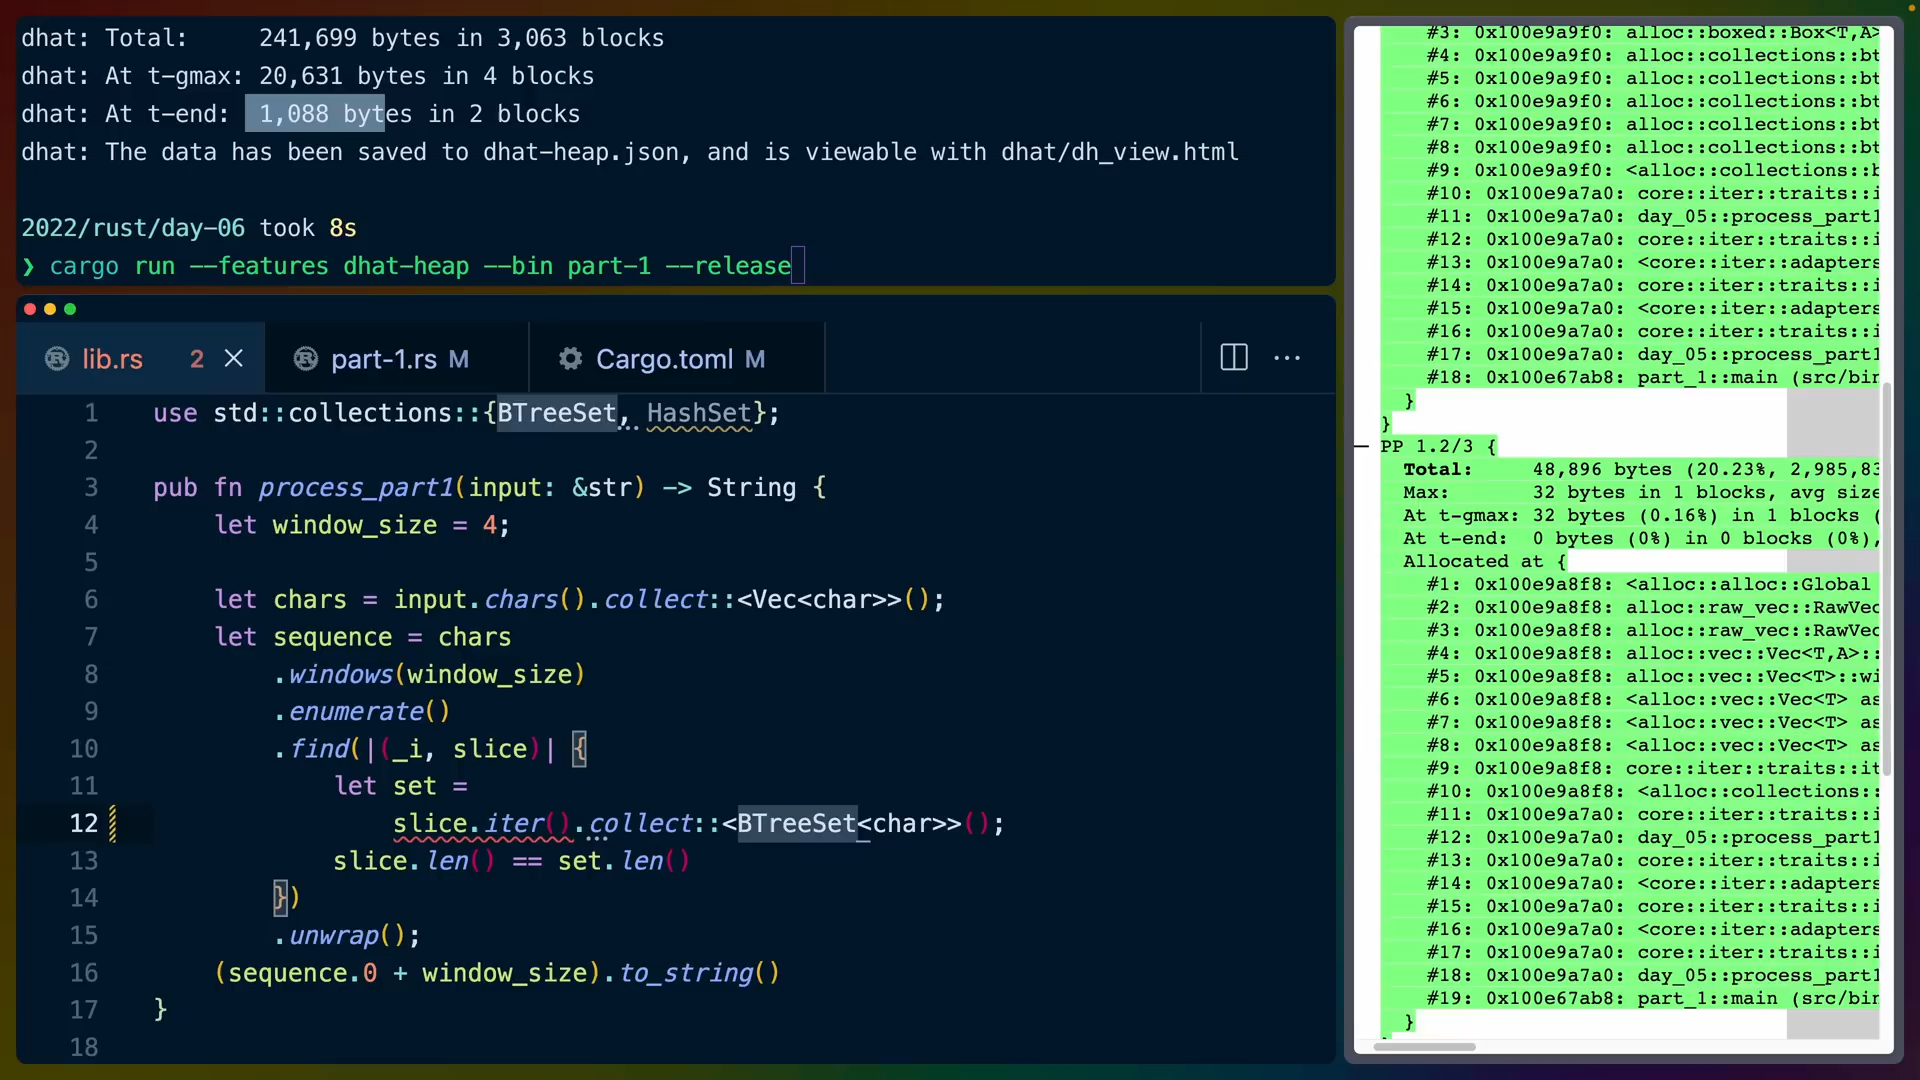 dhat: Total:     241,699 bytes in 3,063 blocks
dhat: At t-gmax: 20,631 bytes in 4 blocks
dhat: At t-end:  1,088 bytes in 2 blocks
dhat: The data has been saved to dhat-heap.json, and is viewable with dhat/dh_view.html
2022/rust/day-06 took 8s
❯ cargo run --features dhat-heap --bin part-1 --release
lib.rs 2 part-1.rs M Cargo.toml M
1 use std::collections::{BTreeSet, HashSet};
2
3 pub fn process_part1(input: &str) -> String {
4     let window_size = 4;
5
6     let chars = input.chars().collect::<Vec<char>>();
7     let sequence = chars
8         .windows(window_size)
9         .enumerate()
10         .find(|(_i, slice)| {
11             let set =
12                 slice.iter().collect::<BTreeSet<char>>();
13             slice.len() == set.len()
14         })
15         .unwrap();
16     (sequence.0 + window_size).to_string()
17 }
18
#3: 0x100e9a9f0: alloc::boxed::Box<T,A>
#4: 0x100e9a9f0: alloc::collections::bt
#5: 0x100e9a9f0: alloc::collections::bt
#6: 0x100e9a9f0: alloc::collections::bt
#7: 0x100e9a9f0: alloc::collections::bt
#8: 0x100e9a9f0: alloc::collections::bt
#9: 0x100e9a9f0: <alloc::collections::b
#10: 0x100e9a7a0: core::iter::traits::i
#11: 0x100e9a7a0: day_05::process_part1
#12: 0x100e9a7a0: core::iter::traits::i
#13: 0x100e9a7a0: <core::iter::adapters
#14: 0x100e9a7a0: core::iter::traits::i
#15: 0x100e9a7a0: <core::iter::adapters
#16: 0x100e9a7a0: core::iter::traits::i
#17: 0x100e9a7a0: day_05::process_part1
#18: 0x100e67ab8: part_1::main (src/bin
}
}
PP 1.2/3 {
Total:     48,896 bytes (20.23%, 2,985,83
Max:       32 bytes in 1 blocks, avg size
At t-gmax: 32 bytes (0.16%) in 1 blocks (
At t-end:  0 bytes (0%) in 0 blocks (0%),
Allocated at {
#1: 0x100e9a8f8: <alloc::alloc::Global
#2: 0x100e9a8f8: alloc::raw_vec::RawVec
#3: 0x100e9a8f8: alloc::raw_vec::RawVec
#4: 0x100e9a8f8: alloc::vec::Vec<T,A>::
#5: 0x100e9a8f8: alloc::vec::Vec<T>::wi
#6: 0x100e9a8f8: <alloc::vec::Vec<T> as
#7: 0x100e9a8f8: <alloc::vec::Vec<T> as
#8: 0x100e9a8f8: <alloc::vec::Vec<T> as
#9: 0x100e9a8f8: core::iter::traits::it
#10: 0x100e9a8f8: <alloc::collections::
#11: 0x100e9a7a0: core::iter::traits::i
#12: 0x100e9a7a0: day_05::process_part1
#13: 0x100e9a7a0: core::iter::traits::i
#14: 0x100e9a7a0: <core::iter::adapters
#15: 0x100e9a7a0: core::iter::traits::i
#16: 0x100e9a7a0: <core::iter::adapters
#17: 0x100e9a7a0: core::iter::traits::i
#18: 0x100e9a7a0: day_05::process_part1
#19: 0x100e67ab8: part_1::main (src/bin
}